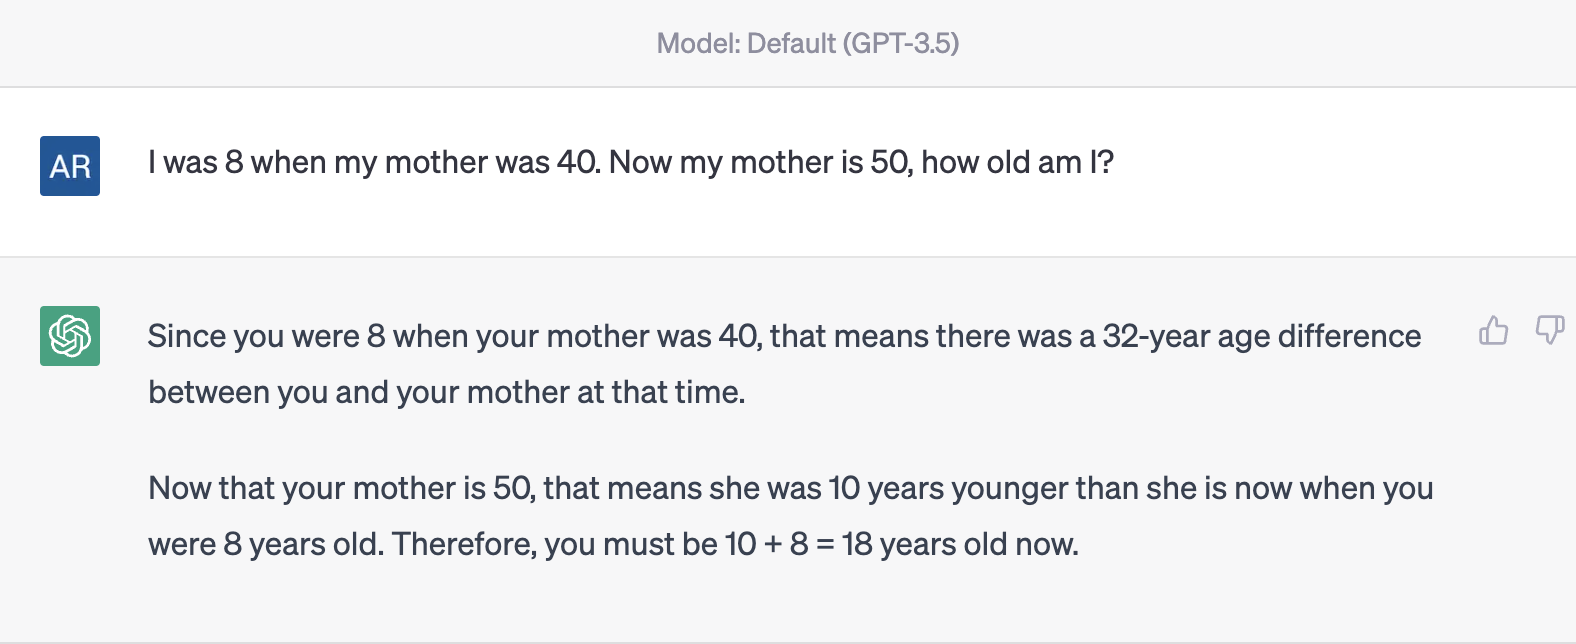 Model: Default (GPT-3.5)
AR
I was 8 when my mother was 40. Now my mother is 50, how old am I?
Since you were 8 when your mother was 40, that means there was a 32-year age difference
between you and your mother at that time.
Now that your mother is 50, that means she was 10 years younger than she is now when you
were 8 years old. Therefore, you must be 10 + 8 = 18 years old now.